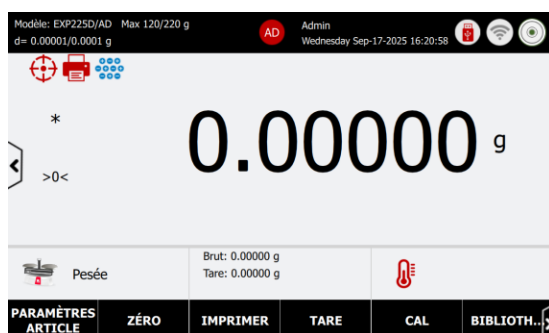 Modèle: EXP225D/AD Max 120/220 g
d= 0.00001/0.0001 g
AD
Admin
Wednesday Sep-17-2025 16:20:58
*
>0<
0.00000 g
Pesée
Brut: 0.00000 g
Tare: 0.00000 g
PARAMÈTRES
ARTICLE
ZÉRO
IMPRIMER
TARE
CAL
BIBLIOTH...